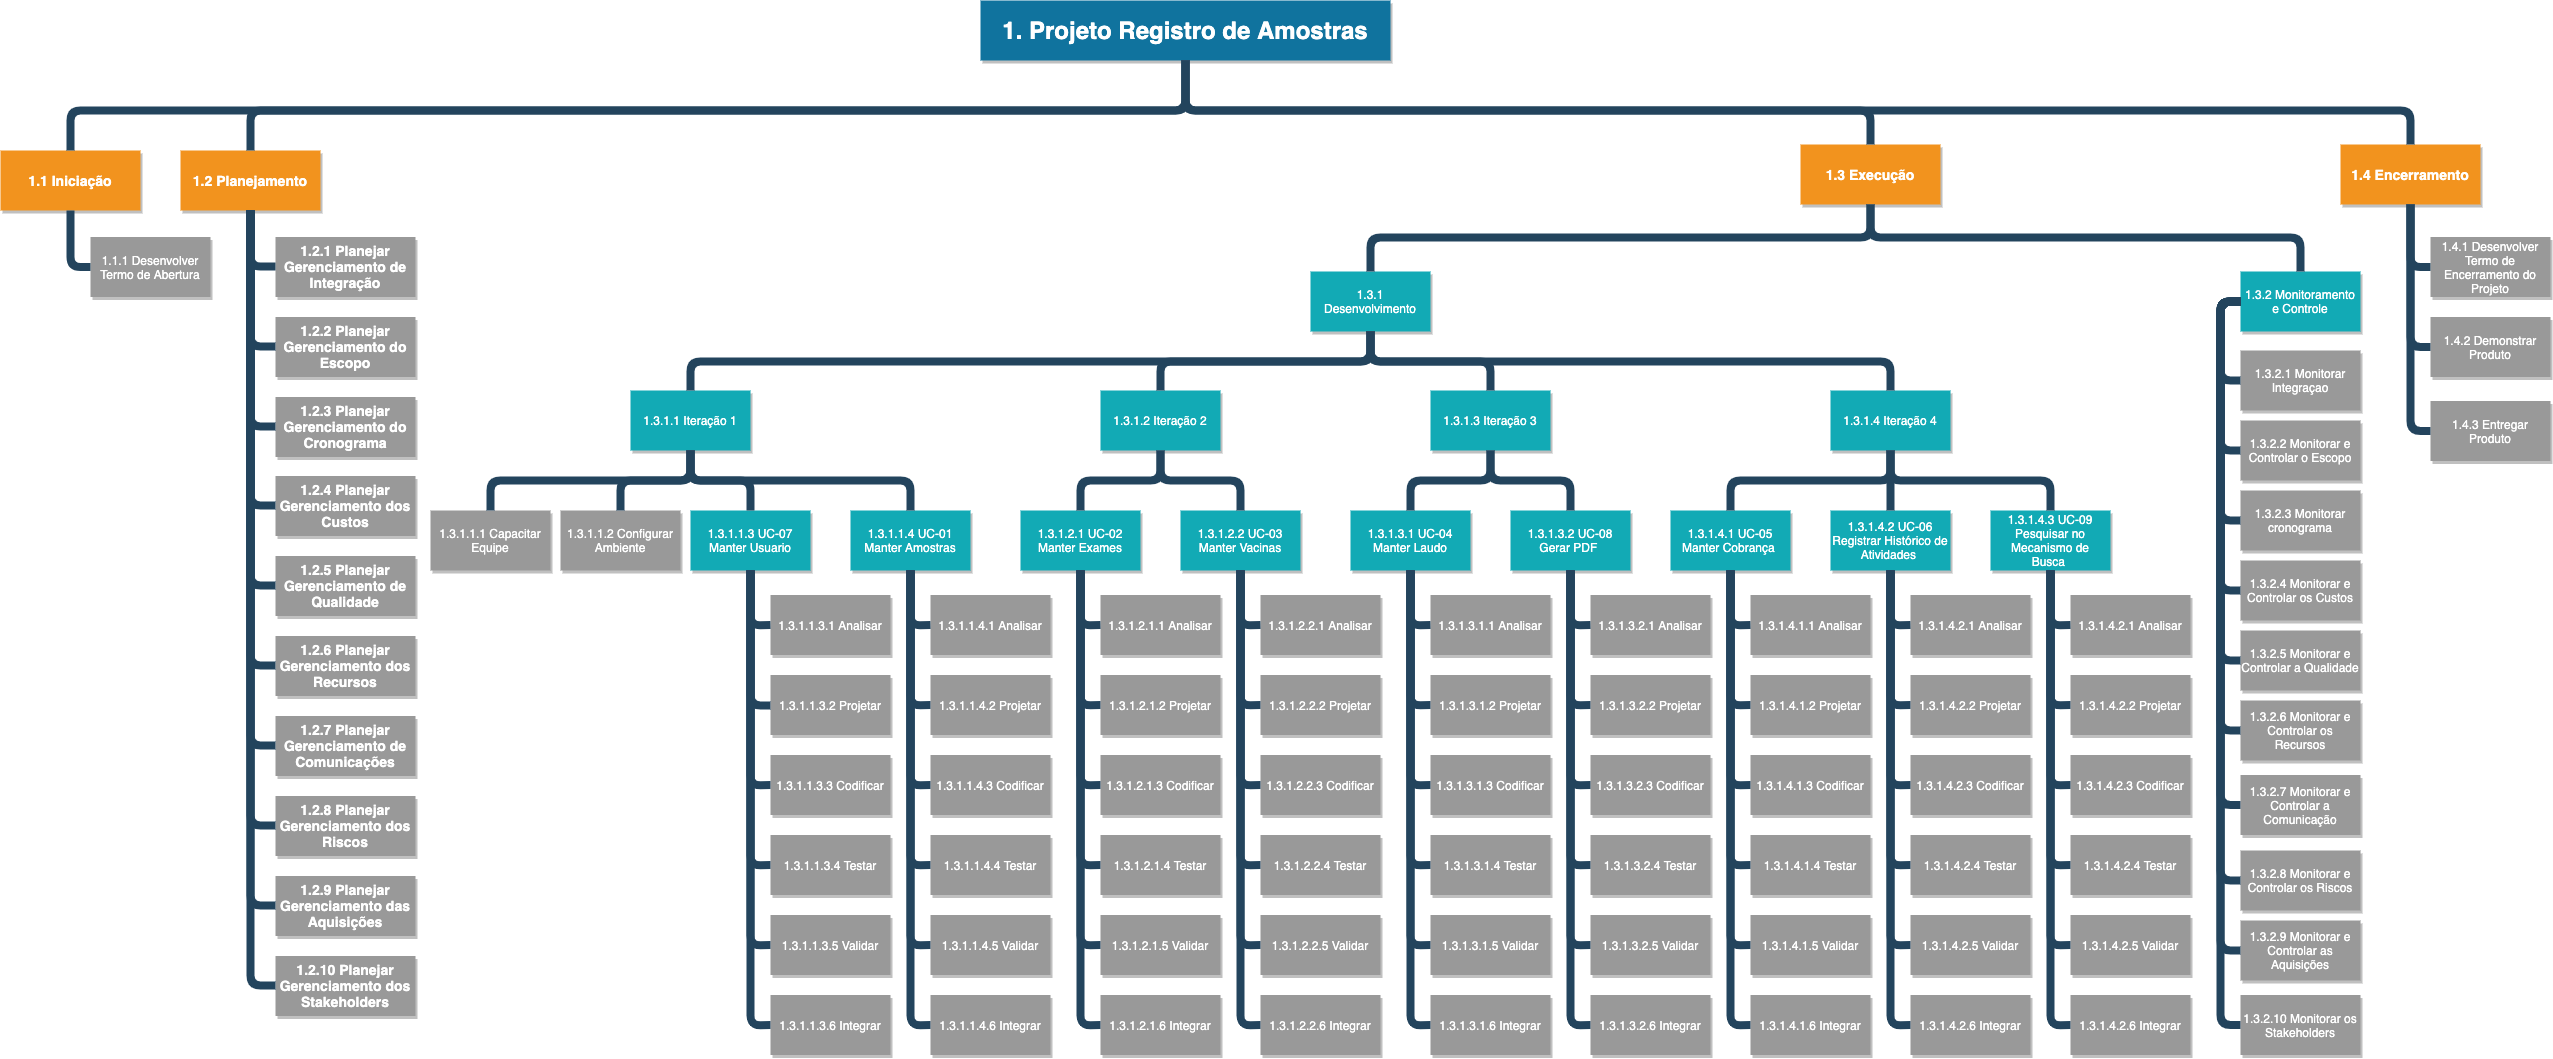 1. Projeto Registro de Amostras
1.1 Iniciação
1.1.1 Desenvolver
Termo de Abertura
1.2 Planejamento
1.2.1 Planejar
Gerenciamento de
Integração
1.2.2 Planejar
Gerenciamento do
Escopo
1.2.3 Planejar
Gerenciamento do
Cronograma
1.2.4 Planejar
Gerenciamento dos
Custos
1.2.5 Planejar
Gerenciamento de
Qualidade
1.2.6 Planejar
Gerenciamento dos
Recursos
1.2.7 Planejar
Gerenciamento de
Comunicações
1.2.8 Planejar
Gerenciamento dos
Riscos
1.2.9 Planejar
Gerenciamento das
Aquisições
1.2.10 Planejar
Gerenciamento dos
Stakeholders
1.3 Execução
1.3.1
Desenvolvimento
1.3.1.1 Iteração 1
1.3.1.1.1 Capacitar
Equipe
1.3.1.1.2 Configurar
Ambiente
1.3.1.1.3 UC-07
Manter Usuario
1.3.1.1.3.1 Analisar
1.3.1.1.3.2 Projetar
1.3.1.1.3.3 Codificar
1.3.1.1.3.4 Testar
1.3.1.1.3.5 Validar
1.3.1.1.3.6 Integrar
1.3.1.1.4 UC-01
Manter Amostras
1.3.1.1.4.1 Analisar
1.3.1.1.4.2 Projetar
1.3.1.1.4.3 Codificar
1.3.1.1.4.4 Testar
1.3.1.1.4.5 Validar
1.3.1.1.4.6 Integrar
1.3.1.2 Iteração 2
1.3.1.2.1 UC-02
Manter Exames
1.3.1.2.1.1 Analisar
1.3.1.2.1.2 Projetar
1.3.1.2.1.3 Codificar
1.3.1.2.1.4 Testar
1.3.1.2.1.5 Validar
1.3.1.2.1.6 Integrar
1.3.1.2.2 UC-03
Manter Vacinas
1.3.1.2.2.1 Analisar
1.3.1.2.2.2 Projetar
1.3.1.2.2.3 Codificar
1.3.1.2.2.4 Testar
1.3.1.2.2.5 Validar
1.3.1.2.2.6 Integrar
1.3.1.3 Iteração 3
1.3.1.3.1 UC-04
Manter Laudo
1.3.1.3.1.1 Analisar
1.3.1.3.1.2 Projetar
1.3.1.3.1.3 Codificar
1.3.1.3.1.4 Testar
1.3.1.3.1.5 Validar
1.3.1.3.1.6 Integrar
1.3.1.3.2 UC-08
Gerar PDF
1.3.1.3.2.1 Analisar
1.3.1.3.2.2 Projetar
1.3.1.3.2.3 Codificar
1.3.1.3.2.4 Testar
1.3.1.3.2.5 Validar
1.3.1.3.2.6 Integrar
1.3.1.4 Iteração 4
1.3.1.4.1 UC-05
Manter Cobrança
1.3.1.4.1.1 Analisar
1.3.1.4.1.2 Projetar
1.3.1.4.1.3 Codificar
1.3.1.4.1.4 Testar
1.3.1.4.1.5 Validar
1.3.1.4.1.6 Integrar
1.3.1.4.2 UC-06
Registrar Histórico de
Atividades
1.3.1.4.2.1 Analisar
1.3.1.4.2.2 Projetar
1.3.1.4.2.3 Codificar
1.3.1.4.2.4 Testar
1.3.1.4.2.5 Validar
1.3.1.4.2.6 Integrar
1.3.1.4.3 UC-09
Pesquisar no
Mecanismo de
Busca
1.3.1.4.2.1 Analisar
1.3.1.4.2.2 Projetar
1.3.1.4.2.3 Codificar
1.3.1.4.2.4 Testar
1.3.1.4.2.5 Validar
1.3.1.4.2.6 Integrar
1.3.2 Monitoramento
e Controle
1.3.2.1 Monitorar
Integraçao
1.3.2.2 Monitorar e
Controlar o Escopo
1.3.2.3 Monitorar
cronograma
1.3.2.4 Monitorar e
Controlar os Custos
1.3.2.5 Monitorar e
Controlar a Qualidade
1.3.2.6 Monitorar e
Controlar os
Recursos
1.3.2.7 Monitorar e
Controlar a
Comunicação
1.3.2.8 Monitorar e
Controlar os Riscos
1.3.2.9 Monitorar e
Controlar as
Aquisições
1.3.2.10 Monitorar os
Stakeholders
1.4 Encerramento
1.4.1 Desenvolver
Termo de
Encerramento do
Projeto
1.4.2 Demonstrar
Produto
1.4.3 Entregar
Produto